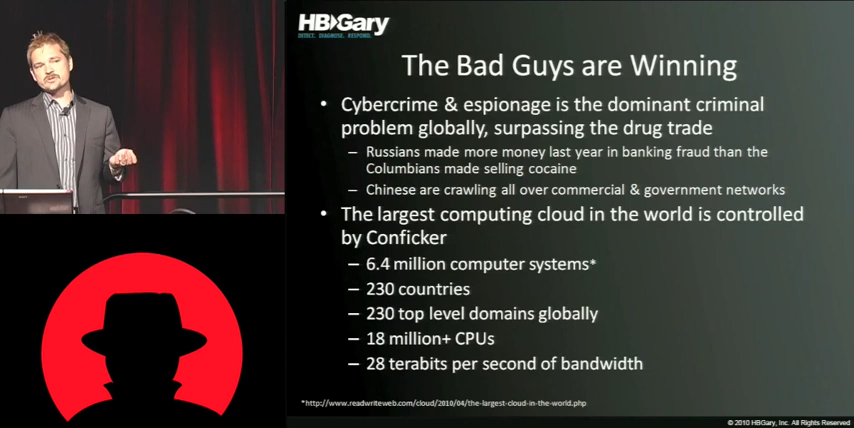 HBGary
DETECT. DIAGNOSE. RESPOND.
The Bad Guys are Winning
• Cybercrime & espionage is the dominant criminal
problem globally, surpassing the drug trade
– Russians made more money last year in banking fraud than the
Columbians made selling cocaine
– Chinese are crawling all over commercial & government networks
• The largest computing cloud in the world is controlled
by Conficker
– 6.4 million computer systems*
– 230 countries
– 230 top level domains globally
– 18 million+ CPUs
– 28 terabits per second of bandwidth
*http://www.readwriteweb.com/cloud/2010/04/the-largest-cloud-in-the-world.php
© 2010 HBGary, Inc. All Rights Reserved